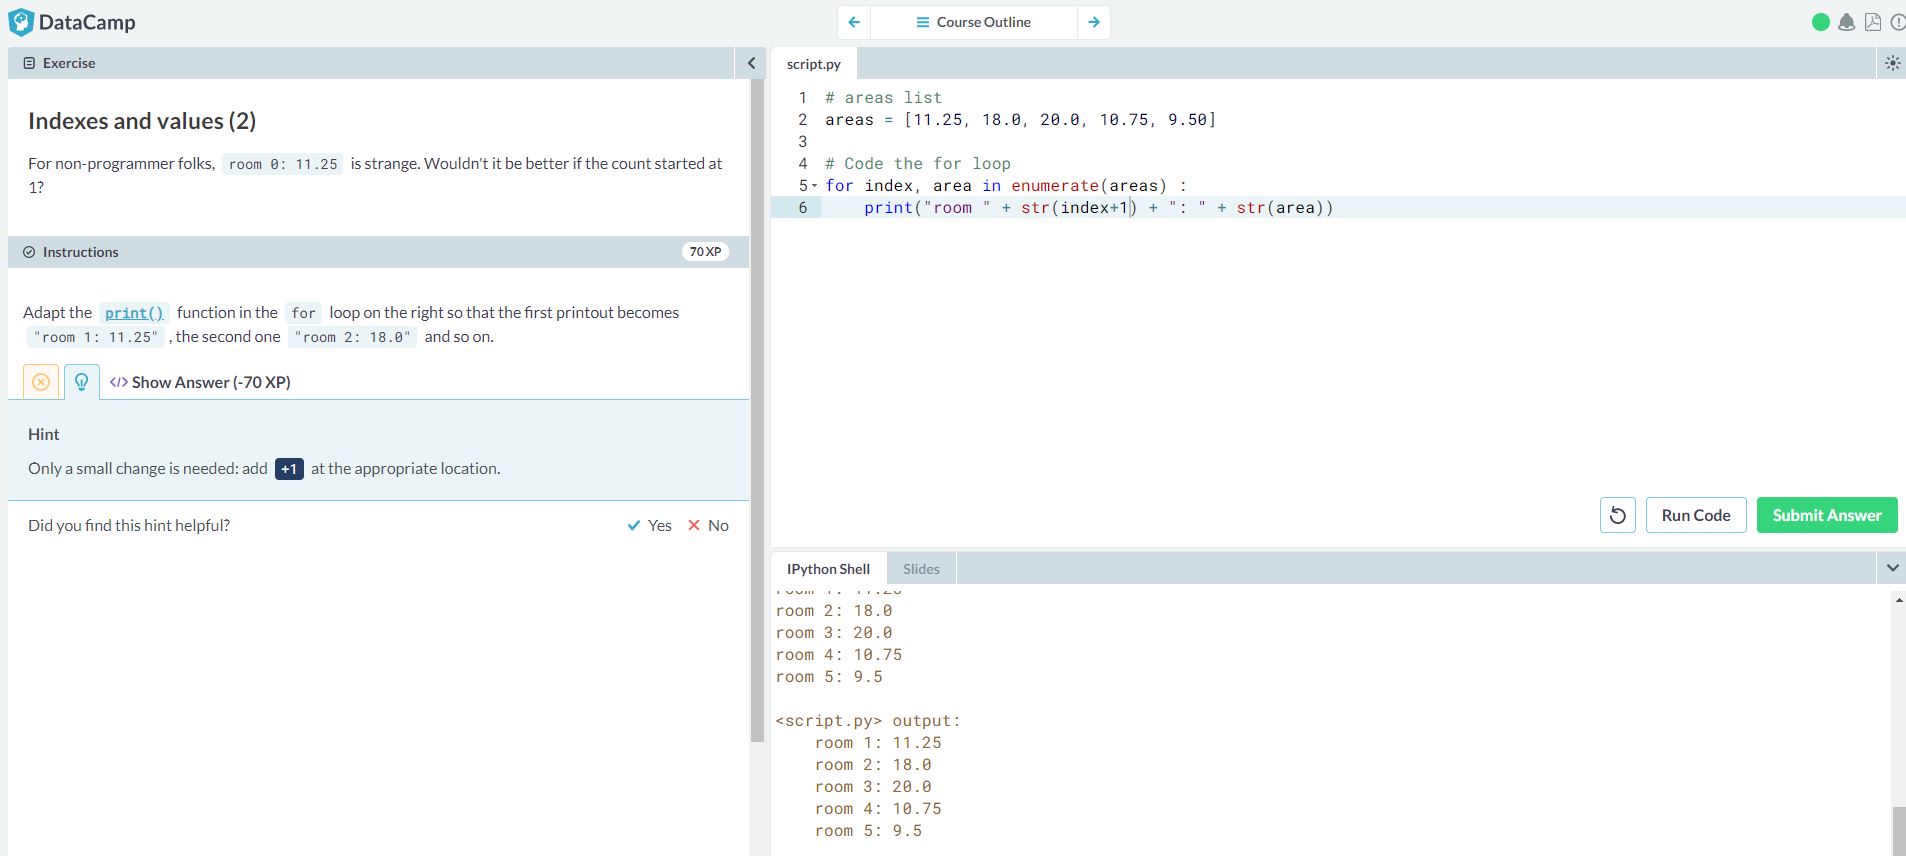 DataCamp
Course Outline
Exercise
Indexes and values (2)
For non-programmer folks, room 0: 11.25 is strange. Wouldn't it be better if the count started at
1?
Instructions
70 XP
Adapt the print() function in the for loop on the right so that the first printout becomes
"room 1: 11.25" , the second one "room 2: 18.0" and so on.
</> Show Answer (-70 XP)
Hint
Only a small change is needed: add +1 at the appropriate location.
Did you find this hint helpful?
Yes
No
script.py
1 # areas list
2 areas = [11.25, 18.0, 20.0, 10.75, 9.50]
3
4 # Code the for loop
5 for index, area in enumerate(areas) :
6 print("room " + str(index+1) + ": " + str(area))
Run Code
Submit Answer
IPython Shell
Slides
room 1: 11.25
room 2: 18.0
room 3: 20.0
room 4: 10.75
room 5: 9.5
<script.py> output:
room 1: 11.25
room 2: 18.0
room 3: 20.0
room 4: 10.75
room 5: 9.5